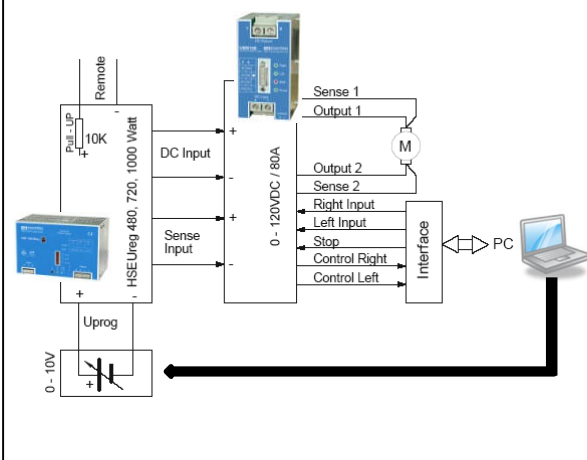 Remote
-
Pull - UP
10K
+
HSEUreg 480, 720, 1000 Watt
+ -
Uprog
0 - 10V
+
DC Input
Sense
Input
+
-
+
-
0 - 120VDC / 80A
Sense 1
Output 1
M
Output 2
Sense 2
Right Input
Left Input
Stop
Control Right
Control Left
Interface
PC